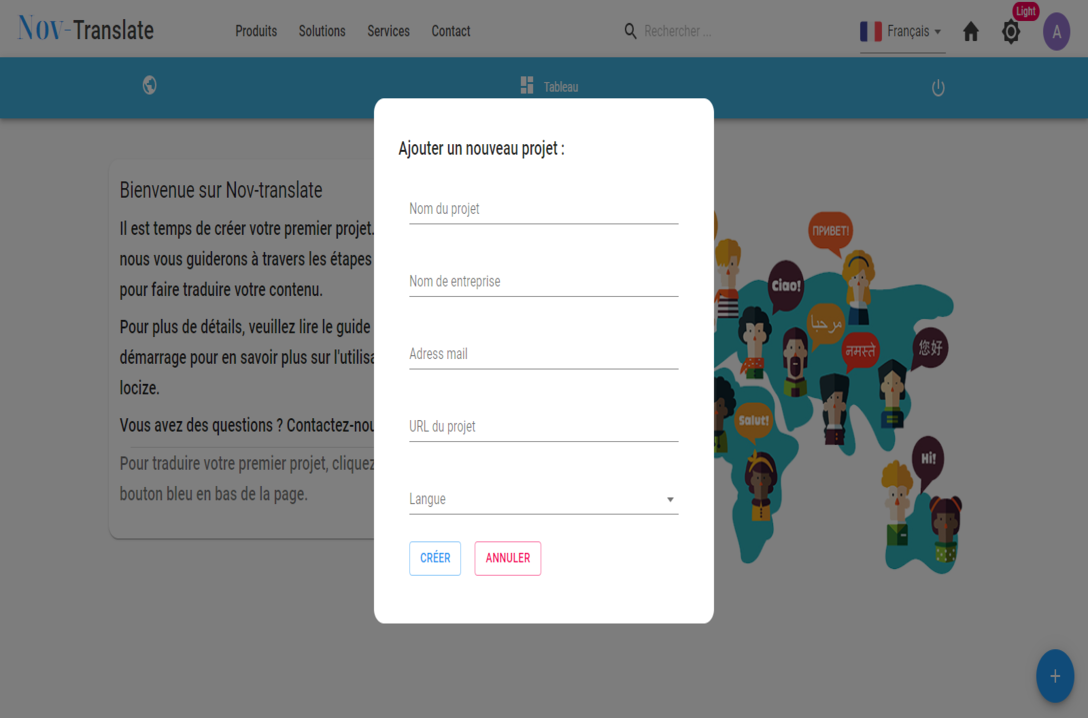 Nov-Translate
Produits Solutions Services Contact
Rechercher ...
Français
Light
A
Tableau
Ajouter un nouveau projet :
Nom du projet
Nom de entreprise
Adress mail
URL du projet
Langue
CRÉER ANNULER
Bienvenue sur Nov-translate
Il est temps de créer votre premier projet.
nous vous guiderons à travers les étapes
pour faire traduire votre contenu.
Pour plus de détails, veuillez lire le guide
démarrage pour en savoir plus sur l'utilisa
locize.
Vous avez des questions ? Contactez-nou
Pour traduire votre premier projet, cliquez
bouton bleu en bas de la page.
ПРИВЕТ!
Ciao!
مرحبا
नमस्ते
您好
Salut!
Hi!
+